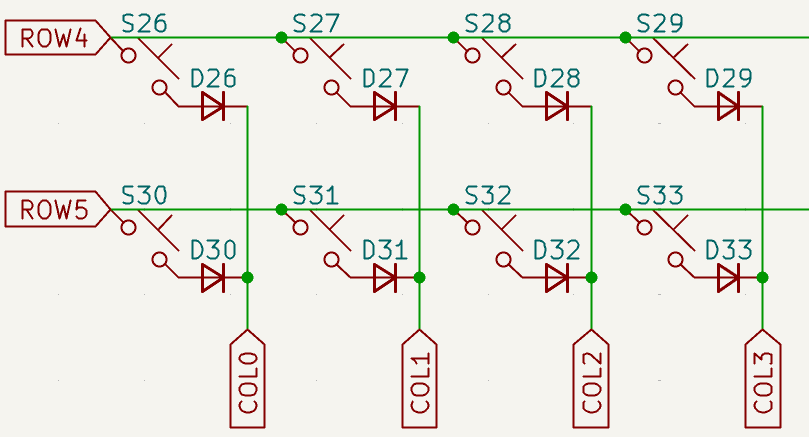 S26 S27 S28 S29
ROW4
D26 D27 D28 D29
S30 S31 S32 S33
ROW5
D30 D31 D32 D33
COL0 COL1 COL2 COL3